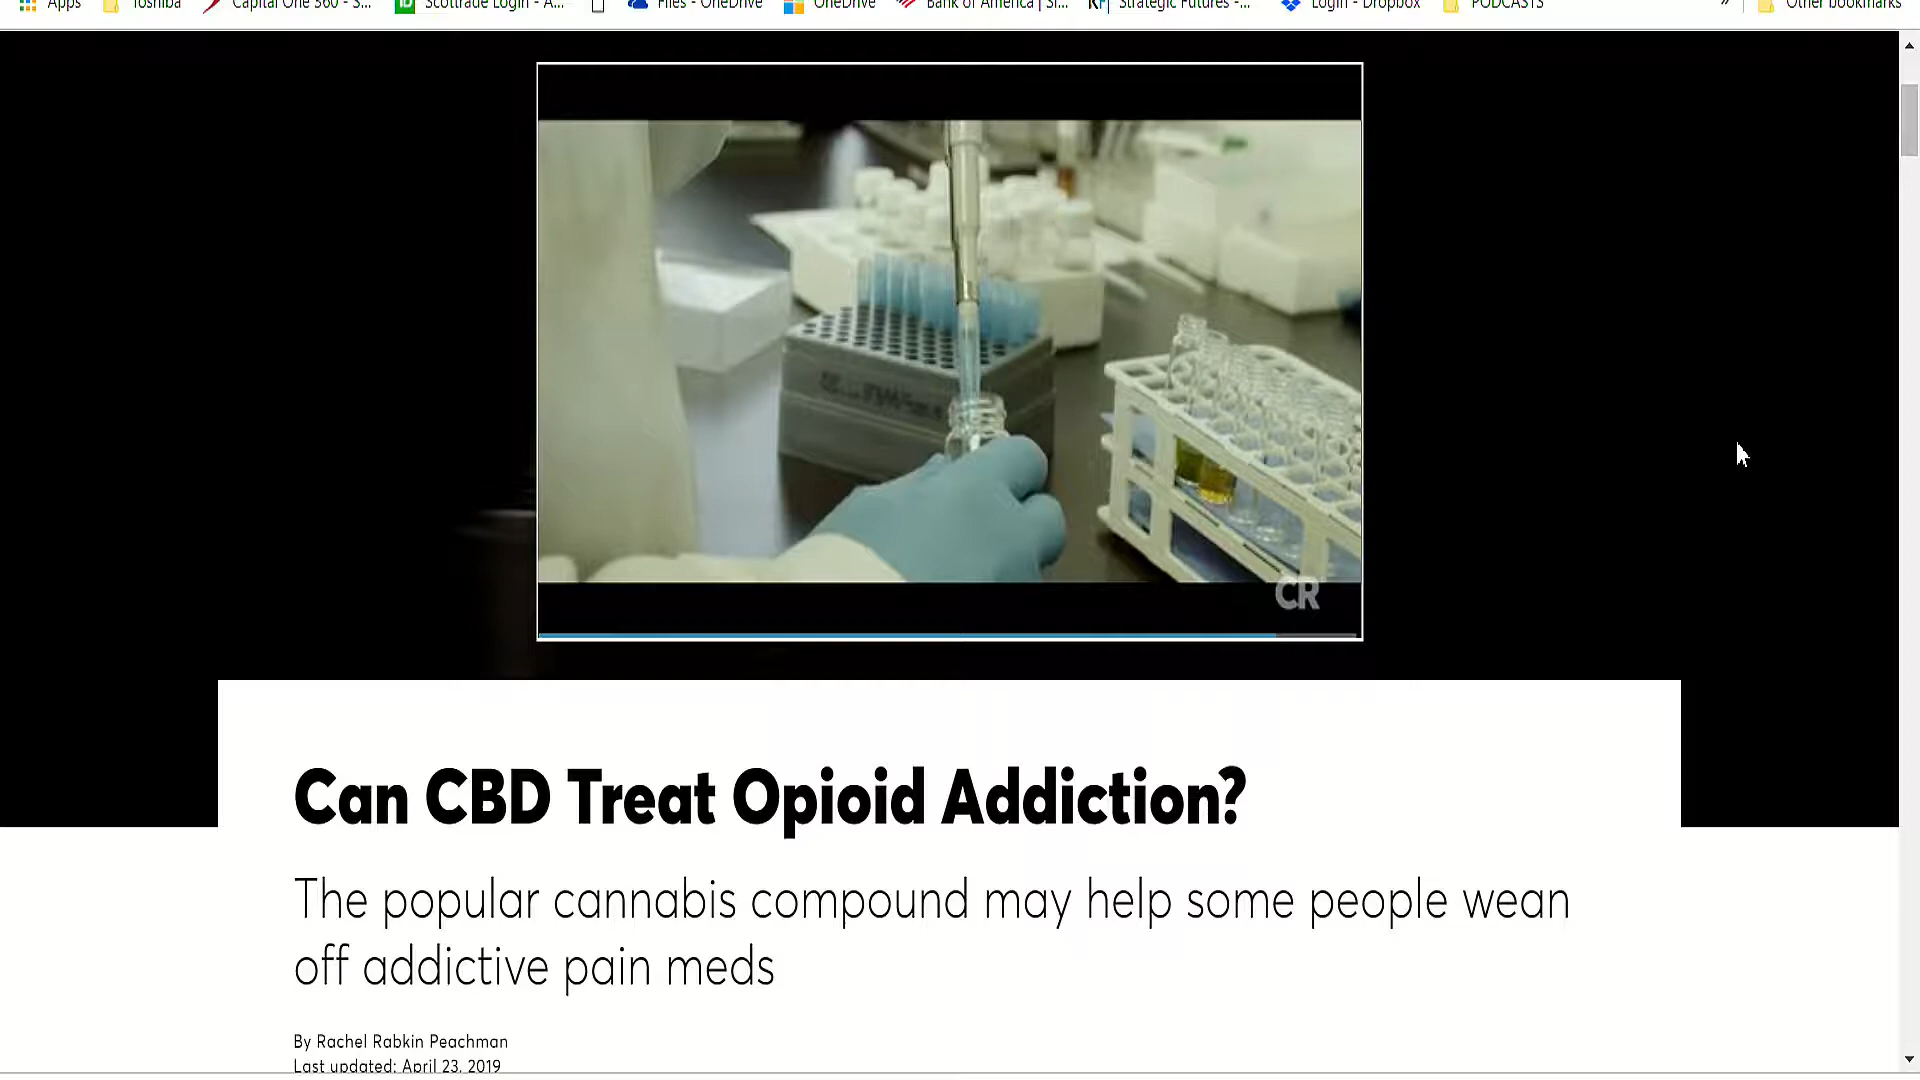 Apps Toshiba Capital One 360 - S... Scottrade Login - A... Files - OneDrive OneDrive Bank of America | Si... Strategic Futures -... Login - Dropbox PODCASTS » Other bookmarks
CR
Can CBD Treat Opioid Addiction?
The popular cannabis compound may help some people wean
off addictive pain meds
By Rachel Rabkin Peachman
Last updated: April 23, 2019